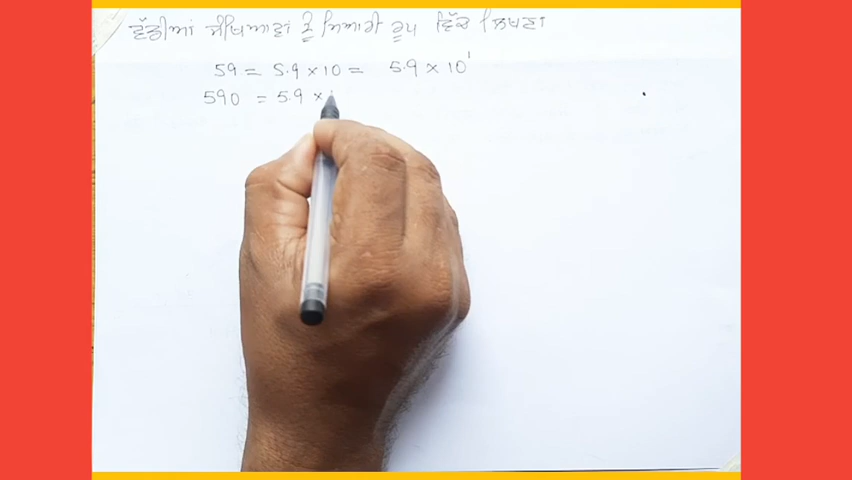 ਵੱਡੀਆਂ ਸੰਖਿਆਵਾਂ ਨੂੰ ਮਿਆਰੀ ਰੂਪ ਵਿੱਚ ਲਿਖਣਾ
59 = 5.9 × 10 = 5.9 × 10¹
590 = 5.9 ×